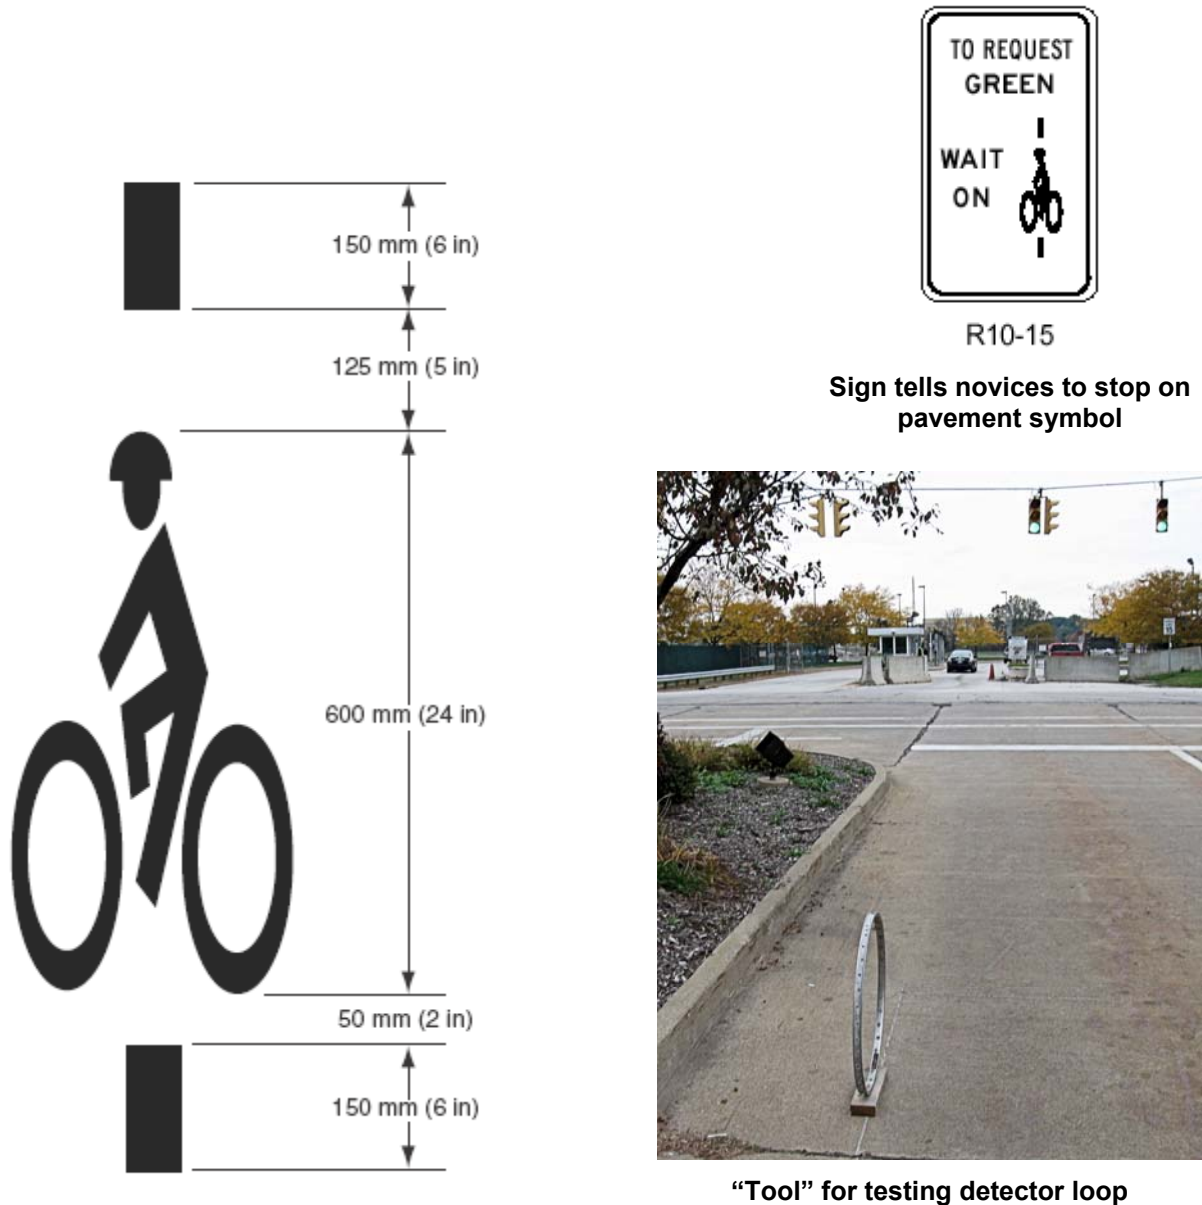 150 mm (6 in)
125 mm (5 in)
600 mm (24 in)
50 mm (2 in)
150 mm (6 in)
TO REQUEST
GREEN
WAIT
ON
R10-15
Sign tells novices to stop on
pavement symbol
“Tool” for testing detector loop